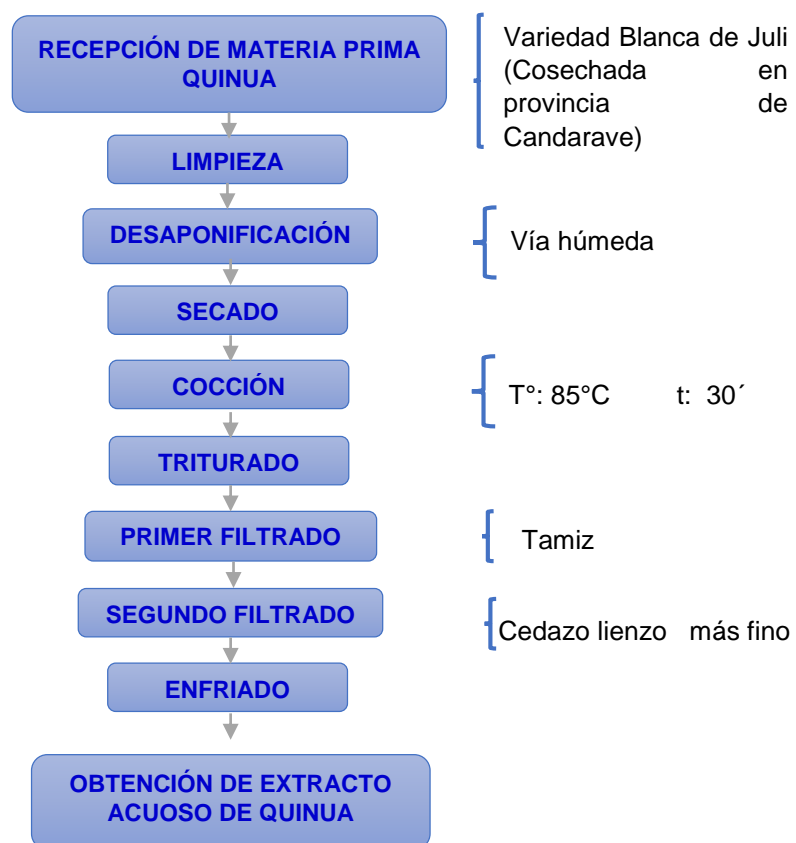 RECEPCIÓN DE MATERIA PRIMA
QUINUA
Variedad Blanca de Juli
(Cosechada en
provincia de
Candarave)
LIMPIEZA
DESAPONIFICACIÓN
Vía húmeda
SECADO
COCCIÓN
T°: 85°C t: 30´
TRITURADO
PRIMER FILTRADO
Tamiz
SEGUNDO FILTRADO
Cedazo lienzo más fino
ENFRIADO
OBTENCIÓN DE EXTRACTO
ACUOSO DE QUINUA